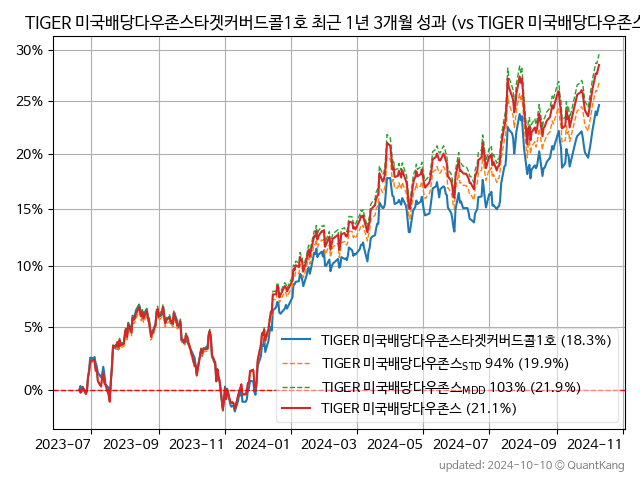 TIGER 미국배당다우존스타겟커버드콜1호 최근 1년 3개월 성과 (vs TIGER 미국배당다우존스
30%
25%
20%
15%
10%
5%
0%
TIGER 미국배당다우존스타겟커버드콜1호 (18.3%)
TIGER 미국배당다우존스STD 94% (19.9%)
TIGER 미국배당다우존스MDD 103% (21.9%)
TIGER 미국배당다우존스 (21.1%)
2023-07 2023-09 2023-11 2024-01 2024-03 2024-05 2024-07 2024-09 2024-11
updated: 2024-10-10 © QuantKang